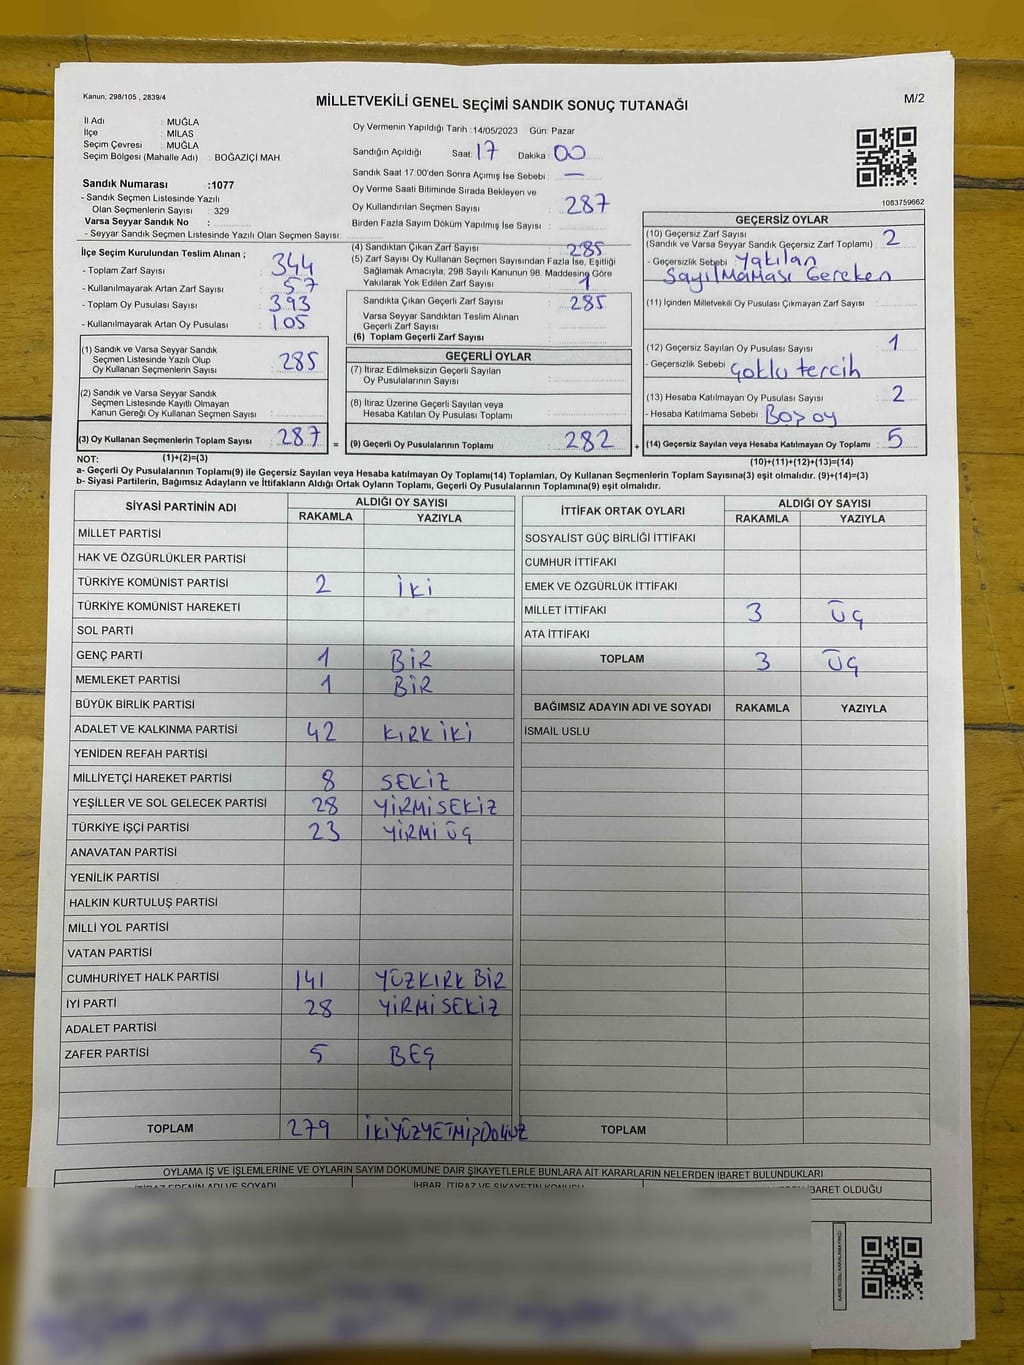 Kanun, 298/105 , 2839/4
MİLLETVEKİLİ GENEL SEÇİMİ SANDIK SONUÇ TUTANAĞI
M/2
İl Adı : MUĞLA
İlçe : MİLAS
Seçim Çevresi : MUĞLA
Seçim Bölgesi (Mahalle Adı) : BOĞAZİÇİ MAH
Sandık Numarası :1077
- Sandık Seçmen Listesinde Yazılı
Olan Seçmenlerin Sayısı : 329
Varsa Seyyar Sandık No :
- Seyyar Sandık Seçmen Listesinde Yazılı Olan Seçmen Sayısı:
Oy Vermenin Yapıldığı Tarih :14/05/2023 Gün: Pazar
Sandığın Açıldığı Saat: 17 Dakika : 00
Sandık Saat 17:00'den Sonra Açımış İse Sebebi : —
Oy Verme Saati Bitiminde Sırada Bekleyen ve
Oy Kullandırılan Seçmen Sayısı : 287
Birden Fazla Sayım Döküm Yapılmış İse Sayısı :
1083759662
İlçe Seçim Kurulundan Teslim Alınan ;
- Toplam Zarf Sayısı : 344
- Kullanılmayarak Artan Zarf Sayısı : 57
- Toplam Oy Pusulası Sayısı : 393
- Kullanılmayarak Artan Oy Pusulası : 105
(4) Sandıktan Çıkan Zarf Sayısı : 285
(5) Zarf Sayısı Oy Kullanan Seçmen Sayısından Fazla İse, Eşitliği
Sağlamak Amacıyla, 298 Sayılı Kanunun 98. Maddesine Göre
Yakılarak Yok Edilen Zarf Sayısı : 1
Sandıkta Çıkan Geçerli Zarf Sayısı : 285
Varsa Seyyar Sandıktan Teslim Alınan
Geçerli Zarf Sayısı :
(6) Toplam Geçerli Zarf Sayısı :
GEÇERSİZ OYLAR
(10) Geçersiz Zarf Sayısı
(Sandık ve Varsa Seyyar Sandık Geçersiz Zarf Toplamı) : 2
- Geçersizlik Sebebi : Yakılan
Sayılmaması Gereken
(11) İçinden Milletvekili Oy Pusulası Çıkmayan Zarf Sayısı :
(12) Geçersiz Sayılan Oy Pusulası Sayısı : 1
- Geçersizlik Sebebi : Çoklu tercih
(13) Hesaba Katılmayan Oy Pusulası Sayısı : 2
- Hesaba Katılmama Sebebi : Boş oy
(14) Geçersiz Sayılan veya Hesaba Katılmayan Oy Toplamı : 5
(10)+(11)+(12)+(13)=(14)
(1) Sandık ve Varsa Seyyar Sandık
Seçmen Listesinde Yazılı Olup
Oy Kullanan Seçmenlerin Sayısı : 285
(2) Sandık ve Varsa Seyyar Sandık
Seçmen Listesinde Kayıtlı Olmayan
Kanun Gereği Oy Kullanan Seçmen Sayısı :
(3) Oy Kullanan Seçmenlerin Toplam Sayısı : 287 =
GEÇERLİ OYLAR
(7) İtiraz Edilmeksizin Geçerli Sayılan
Oy Pusulalarının Sayısı :
(8) İtiraz Üzerine Geçerli Sayılan veya
Hesaba Katılan Oy Pusulası Toplamı :
(9) Geçerli Oy Pusulalarının Toplamı : 282 +
NOT: (1)+(2)=(3)
a- Geçerli Oy Pusulalarının Toplamı(9) ile Geçersiz Sayılan veya Hesaba katılmayan Oy Toplamı(14) Toplamları, Oy Kullanan Seçmenlerin Toplam Sayısına(3) eşit olmalıdır. (9)+(14)=(3)
b- Siyasi Partilerin, Bağımsız Adayların ve İttifakların Aldığı Ortak Oyların Toplamı, Geçerli Oy Pusulalarının Toplamına(9) eşit olmalıdır.
SİYASİ PARTİNİN ADI ALDIĞI OY SAYISI
RAKAMLA YAZIYLA
MİLLET PARTİSİ
HAK VE ÖZGÜRLÜKLER PARTİSİ
TÜRKİYE KOMÜNİST PARTİSİ 2 İki
TÜRKİYE KOMÜNİST HAREKETİ
SOL PARTİ
GENÇ PARTİ 1 BİR
MEMLEKET PARTİSİ 1 BİR
BÜYÜK BİRLİK PARTİSİ
ADALET VE KALKINMA PARTİSİ 42 KIRK İKİ
YENİDEN REFAH PARTİSİ
MİLLİYETÇİ HAREKET PARTİSİ 8 SEKİZ
YEŞİLLER VE SOL GELECEK PARTİSİ 28 YİRMİSEKİZ
TÜRKİYE İŞÇİ PARTİSİ 23 YİRMİ ÜÇ
ANAVATAN PARTİSİ
YENİLİK PARTİSİ
HALKIN KURTULUŞ PARTİSİ
MİLLİ YOL PARTİSİ
VATAN PARTİSİ
CUMHURİYET HALK PARTİSİ 141 YÜZKIRK BİR
İYİ PARTİ 28 YİRMİSEKİZ
ADALET PARTİSİ
ZAFER PARTİSİ 5 BEŞ
TOPLAM 279 İKİYÜZYETMİŞDOKUZ
İTTİFAK ORTAK OYLARI ALDIĞI OY SAYISI
RAKAMLA YAZIYLA
SOSYALİST GÜÇ BİRLİĞİ İTTİFAKI
CUMHUR İTTİFAKI
EMEK VE ÖZGÜRLÜK İTTİFAKI
MİLLET İTTİFAKI 3 ÜÇ
ATA İTTİFAKI
TOPLAM 3 ÜÇ
BAĞIMSIZ ADAYIN ADI VE SOYADI RAKAMLA YAZIYLA
İSMAİL USLU
TOPLAM
OYLAMA İŞ VE İŞLEMLERİNE VE OYLARIN SAYIM DÖKÜMÜNE DAİR ŞİKAYETLERLE BUNLARA AİT KARARLARIN NELERDEN İBARET BULUNDUKLARI
İTİRAZ EDENİN ADI VE SOYADI İHBAR, İTİRAZ VE ŞİKAYETİN KONUSU İBARET OLDUĞU